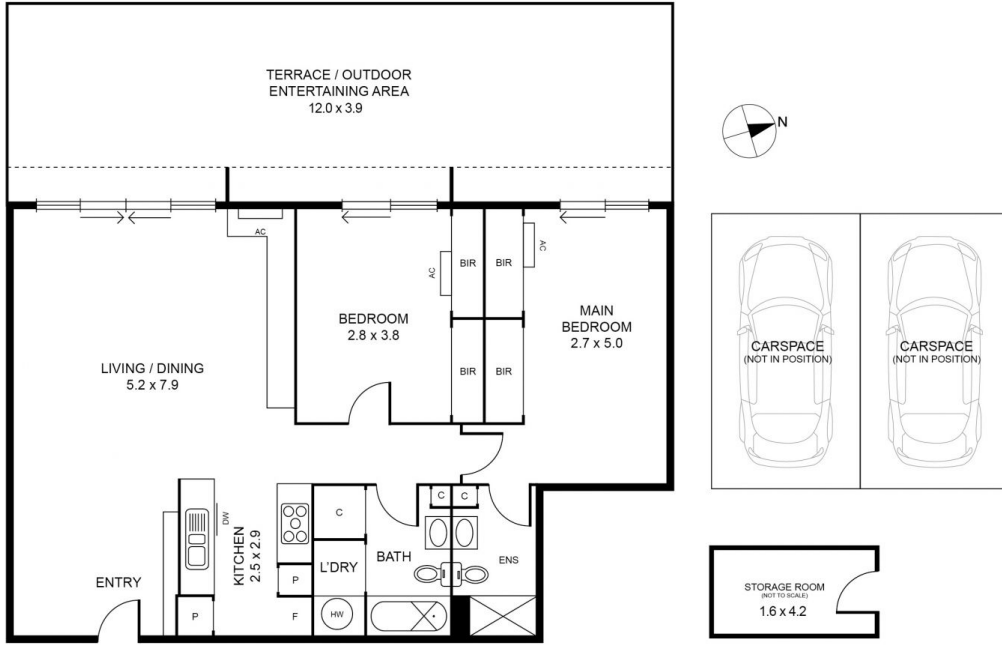 TERRACE / OUTDOOR
ENTERTAINING AREA
12.0 x 3.9
N
AC
BEDROOM
2.8 x 3.8
AC
BIR
BIR
BIR
BIR
AC
MAIN
BEDROOM
2.7 x 5.0
LIVING / DINING
5.2 x 7.9
CARSPACE
(NOT IN POSITION)
CARSPACE
(NOT IN POSITION)
ENTRY
DW
KITCHEN
2.5 x 2.9
P
P
F
C
L'DRY
HW
BATH
C
C
ENS
STORAGE ROOM
(NOT TO SCALE)
1.6 x 4.2